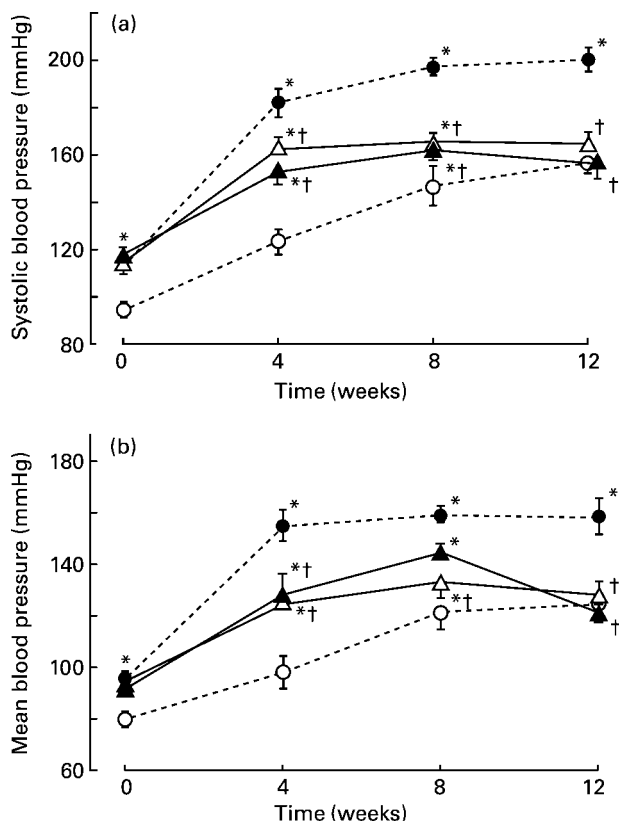 (a)
Systolic blood pressure (mmHg)
200
160
120
80
* * * *
*† *† †
*† *† †
0 4 8 12
Time (weeks)
(b)
Mean blood pressure (mmHg)
180
140
100
60
* * * *
*† * †
*† *† †
0 4 8 12
Time (weeks)